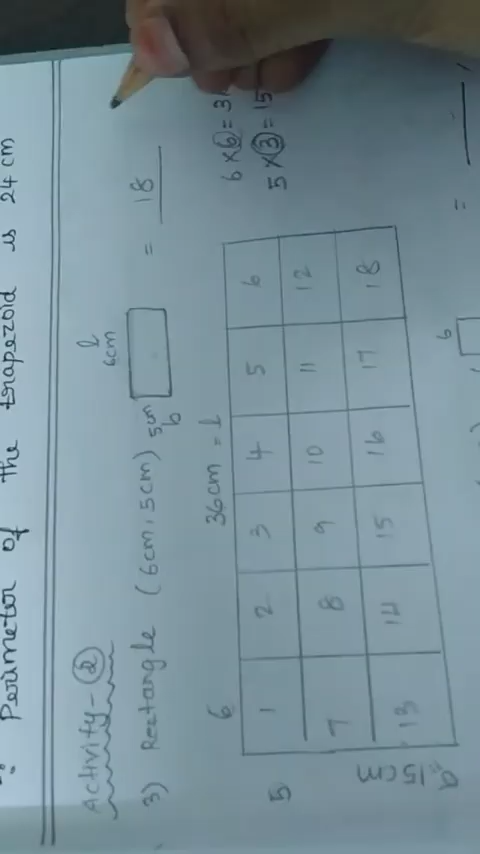 Perimeter of the trapezoid is 24 cm
Activity - 2
3) Rectangle (6cm, 5cm) = 18
l
6cm
5cm
b
6 36cm = l
6 × 6 = 3
5 × 3 = 15
5
15cm
1 2 3 4 5 6
7 8 9 10 11 12
13 14 15 16 17 18
6
=